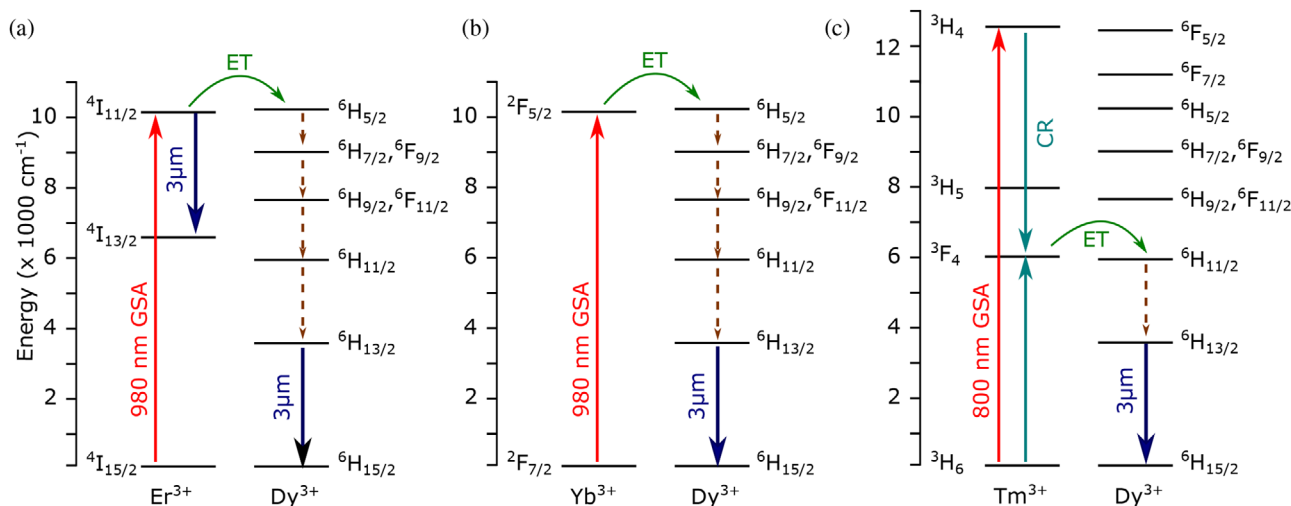 (a)
Energy (x 1000 cm⁻¹)
10
8
6
4
2
⁴I₁₁/₂
⁴I₁₃/₂
⁴I₁₅/₂
980 nm GSA
3µm
ET
⁶H₅/₂
⁶H₇/₂,⁶F₉/₂
⁶H₉/₂,⁶F₁₁/₂
⁶H₁₁/₂
⁶H₁₃/₂
3µm
⁶H₁₅/₂
Er³⁺
Dy³⁺
(b)
10
8
6
4
2
²F₅/₂
²F₇/₂
980 nm GSA
ET
⁶H₅/₂
⁶H₇/₂,⁶F₉/₂
⁶H₉/₂,⁶F₁₁/₂
⁶H₁₁/₂
⁶H₁₃/₂
3µm
⁶H₁₅/₂
Yb³⁺
Dy³⁺
(c)
12
10
8
6
4
2
³H₄
³H₅
³F₄
³H₆
800 nm GSA
CR
ET
⁶F₅/₂
⁶F₇/₂
⁶H₅/₂
⁶H₇/₂,⁶F₉/₂
⁶H₉/₂,⁶F₁₁/₂
⁶H₁₁/₂
⁶H₁₃/₂
3µm
⁶H₁₅/₂
Tm³⁺
Dy³⁺